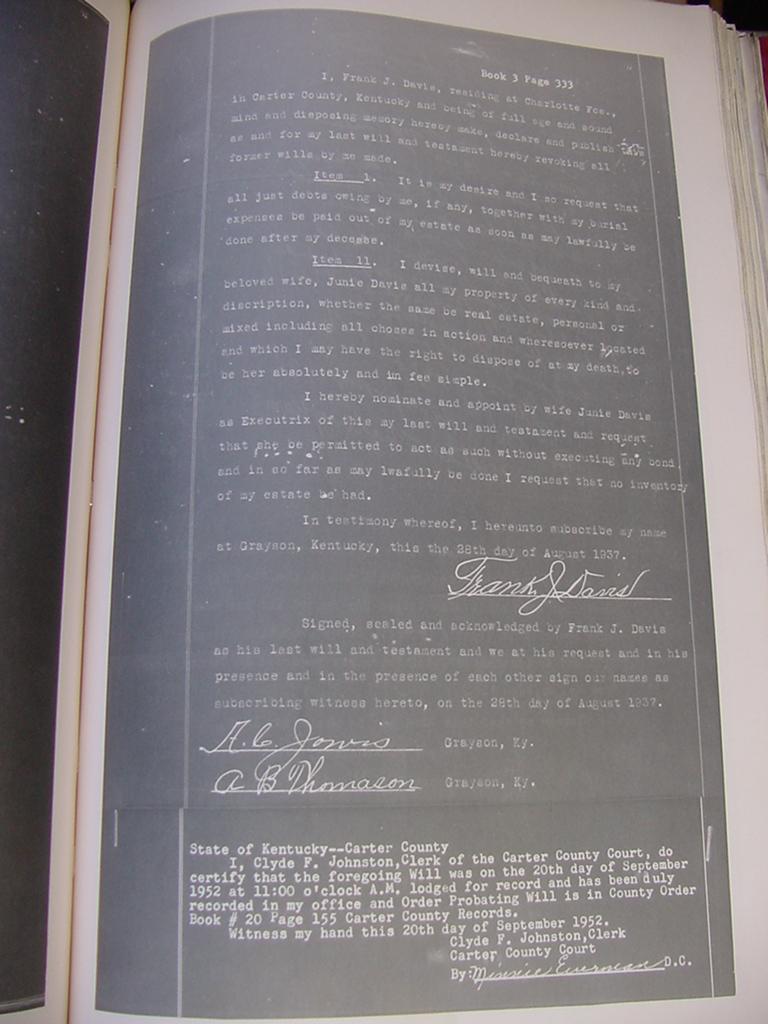 Book 3 Page 333
I, Frank J. Davis, residing at Charlotte Fce.,
in Carter County, Kentucky and being of full age and sound
mind and disposing memory hereby make, declare and publish this
as and for my last will and testament hereby revoking all
former wills by me made.
Item 1. It is my desire and I so request that
all just debts owing by me, if any, together with my burial
expenses be paid out of my estate as soon as may lawfully be
done after my decease.
Item 11. I devise, will and bequeath to my
beloved wife, Junie Davis all my property of every kind and
discription, whether the same be real estate, personal or
mixed including all choses in action and wheresoever located
and which I may have the right to dispose of at my death, to
be her absolutely and in fee simple.
I hereby nominate and appoint by wife Junie Davis
as Executrix of this my last will and testament and request
that she be permitted to act as such without executing any bond
and in so far as may lwafully be done I request that no inventory
of my estate be had.
In testimony whereof, I hereunto subscribe my name
at Grayson, Kentucky, this the 28th day of August 1937.
Frank J Davis
Signed, sealed and acknowledged by Frank J. Davis
as his last will and testament and we at his request and in his
presence and in the presence of each other sign our names as
subscribing witness hereto, on the 28th day of August 1937.
Grayson, Ky.
A B Thomason Grayson, Ky.
State of Kentucky--Carter County
I, Clyde F. Johnston,Clerk of the Carter County Court, do
certify that the foregoing Will was on the 20th day of September
1952 at 11:00 o'clock A.M. lodged for record and has been duly
recorded in my office and Order Probating Will is in County Order
Book # 20 Page 155 Carter County Records.
Witness my hand this 20th day of September 1952.
Clyde F. Johnston,Clerk
Carter County Court
By: Minnie Everman D.C.